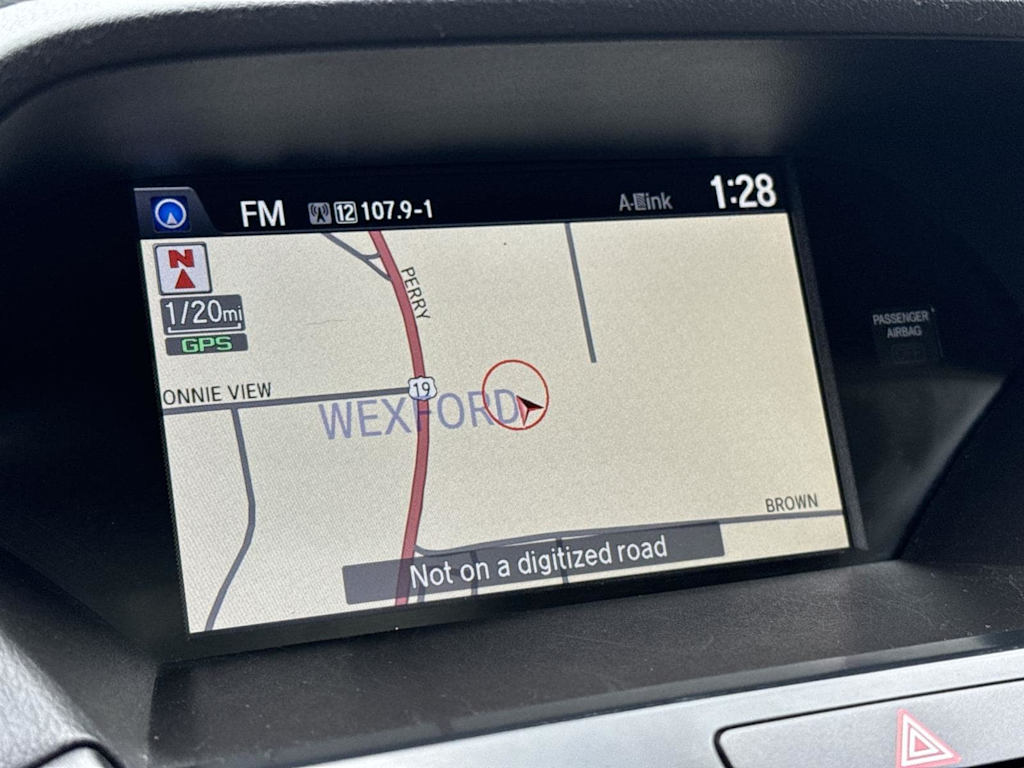 FM 12 107.9-1 A-Link 1:28
N
1/20mi
GPS
PERRY
PASSENGER
AIRBAG
ONNIE VIEW
19
WEXFORD
BROWN
Not on a digitized road